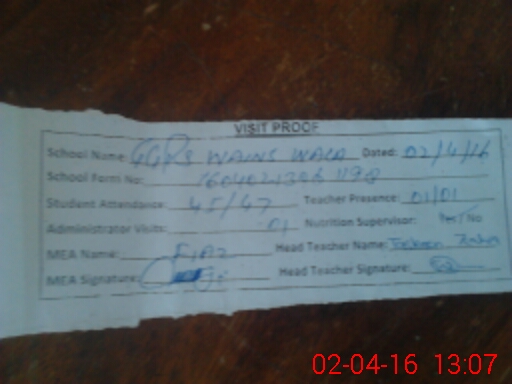 VISIT PROOF
School Name: GGPS WAINS WALA Dated: 02/4/16
School Form No:
Student Attendance: 45/47 Teacher Presence: 01/01
Administrator Visits: 01 Nutrition Supervisor: Yes/No
MEA Name: Head Teacher Name:
MEA Signature: Head Teacher Signature:
02-04-16 13:07